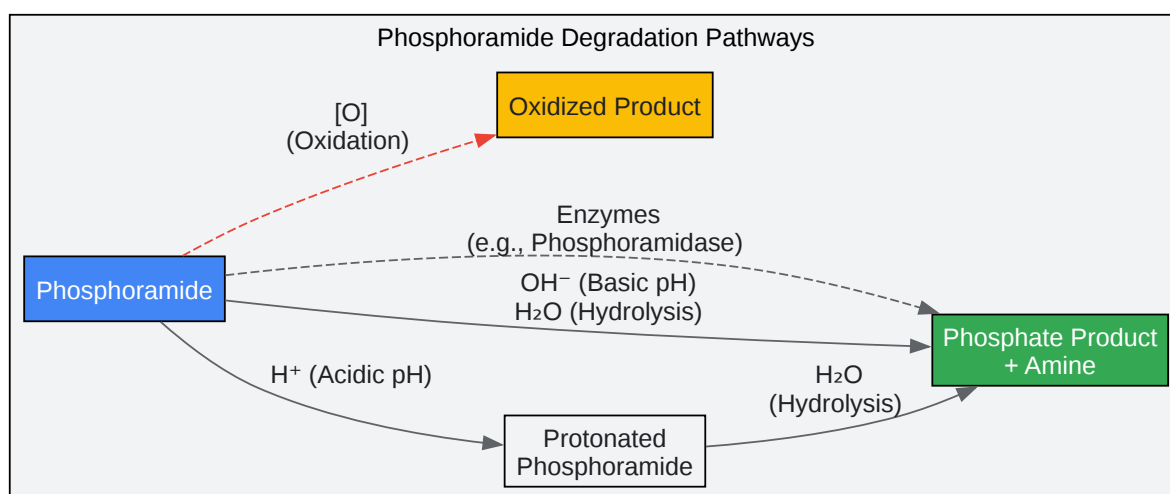 Phosphoramide Degradation Pathways
[O]
(Oxidation)
Oxidized Product
Enzymes
(e.g., Phosphoramidase)
Phosphoramide
OH⁻ (Basic pH)
H₂O (Hydrolysis)
Phosphate Product
+ Amine
H⁺ (Acidic pH)
H₂O
(Hydrolysis)
Protonated
Phosphoramide